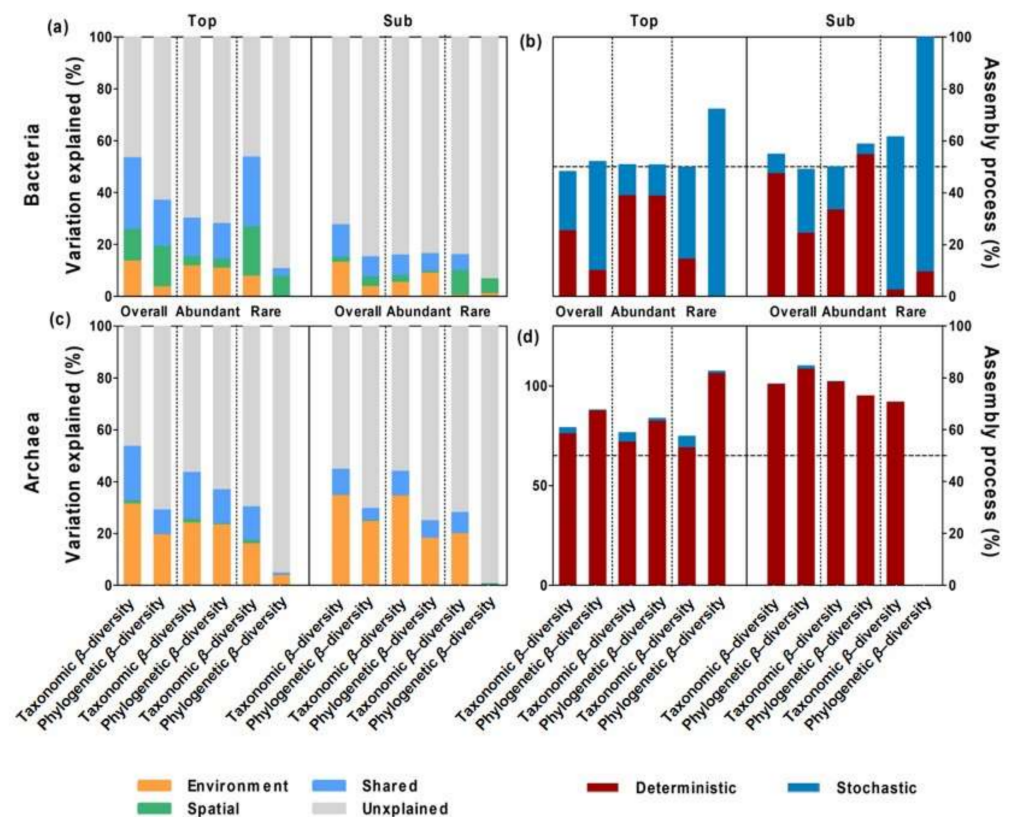 (a) Top Sub
(b) Top Sub
Bacteria
Variation explained (%)
100
80
60
40
20
0
Assembly process (%)
100
80
60
40
20
0
Overall Abundant Rare Overall Abundant Rare
Overall Abundant Rare Overall Abundant Rare
(c)
(d)
Archaea
Variation explained (%)
100
80
60
40
20
0
100
50
0
Assembly process (%)
100
80
60
40
20
0
Taxonomic β–diversity
Phylogenetic β–diversity
Taxonomic β–diversity
Phylogenetic β–diversity
Taxonomic β–diversity
Phylogenetic β–diversity
Taxonomic β–diversity
Phylogenetic β–diversity
Taxonomic β–diversity
Phylogenetic β–diversity
Taxonomic β–diversity
Phylogenetic β–diversity
Taxonomic β–diversity
Phylogenetic β–diversity
Taxonomic β–diversity
Phylogenetic β–diversity
Taxonomic β–diversity
Phylogenetic β–diversity
Taxonomic β–diversity
Phylogenetic β–diversity
Taxonomic β–diversity
Phylogenetic β–diversity
Taxonomic β–diversity
Phylogenetic β–diversity
Environment Shared
Spatial Unxplained
Deterministic Stochastic